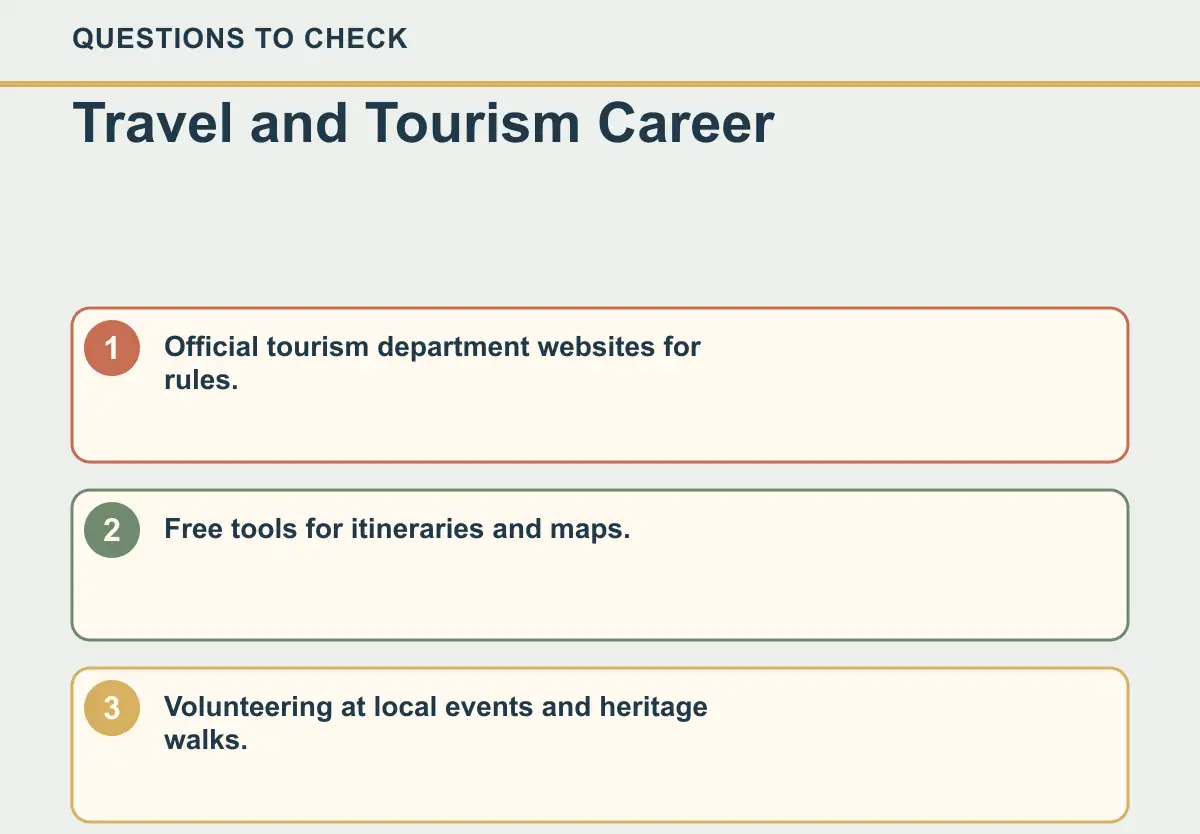 QUESTIONS TO CHECK
Travel and Tourism Career
1
Official tourism department websites for
rules.
2
Free tools for itineraries and maps.
3
Volunteering at local events and heritage
walks.